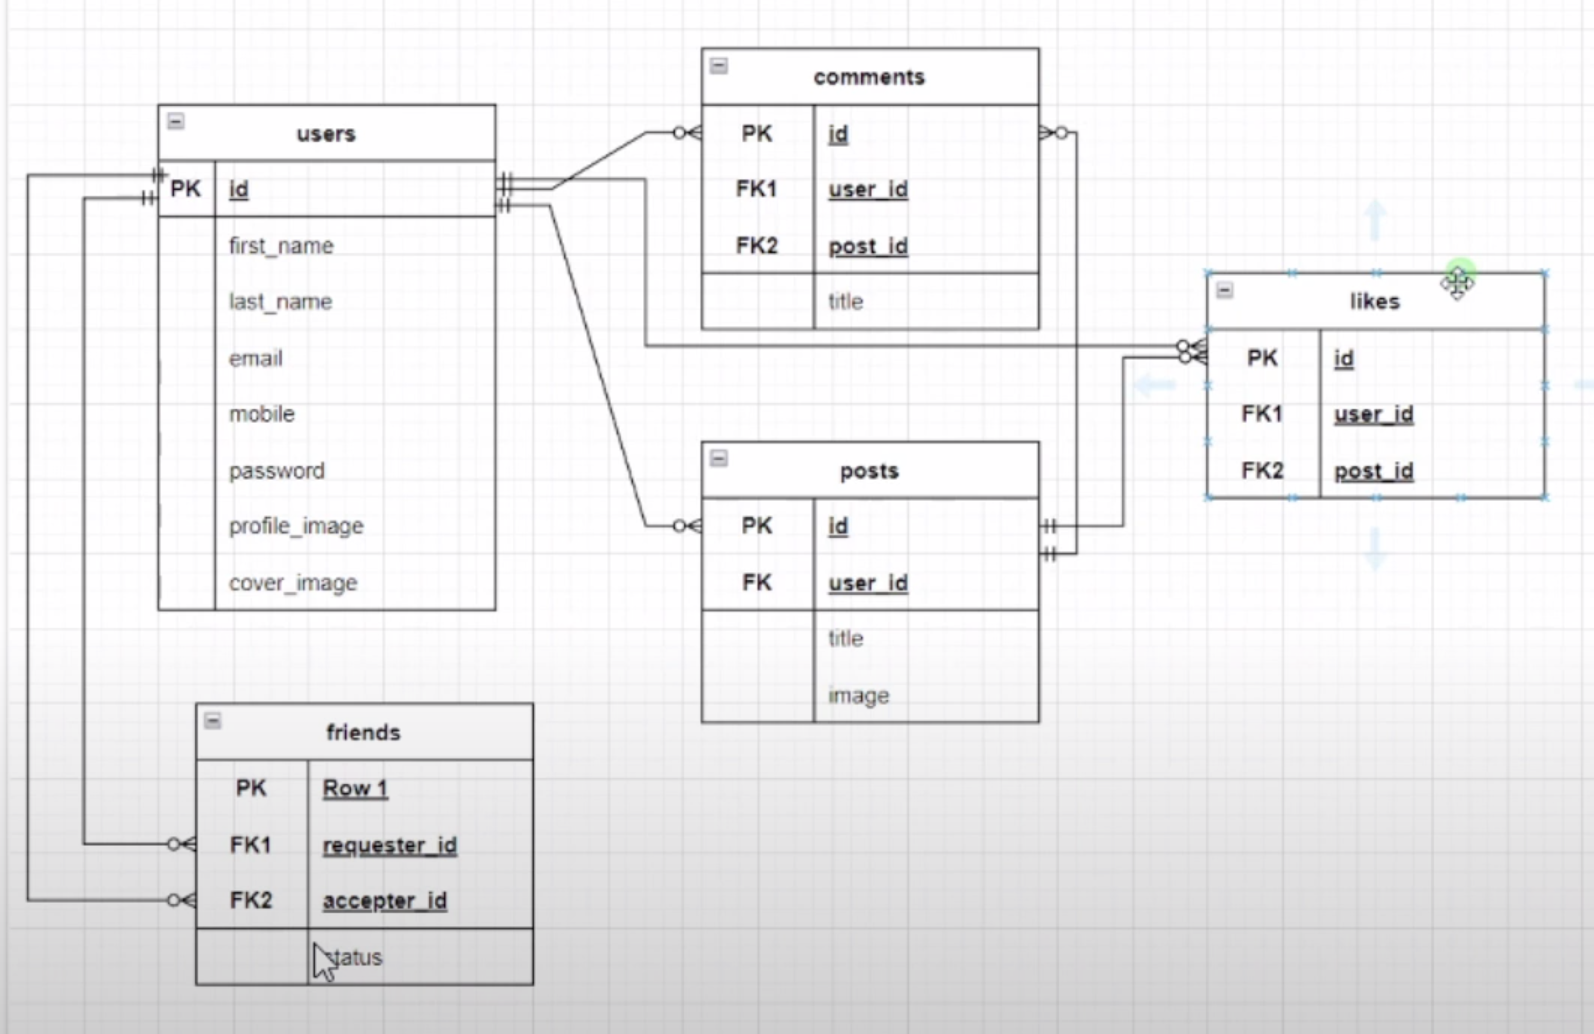 users
PK id
first_name
last_name
email
mobile
password
profile_image
cover_image
comments
PK id
FK1 user_id
FK2 post_id
title
likes
PK id
FK1 user_id
FK2 post_id
posts
PK id
FK user_id
title
image
friends
PK Row 1
FK1 requester_id
FK2 accepter_id
status